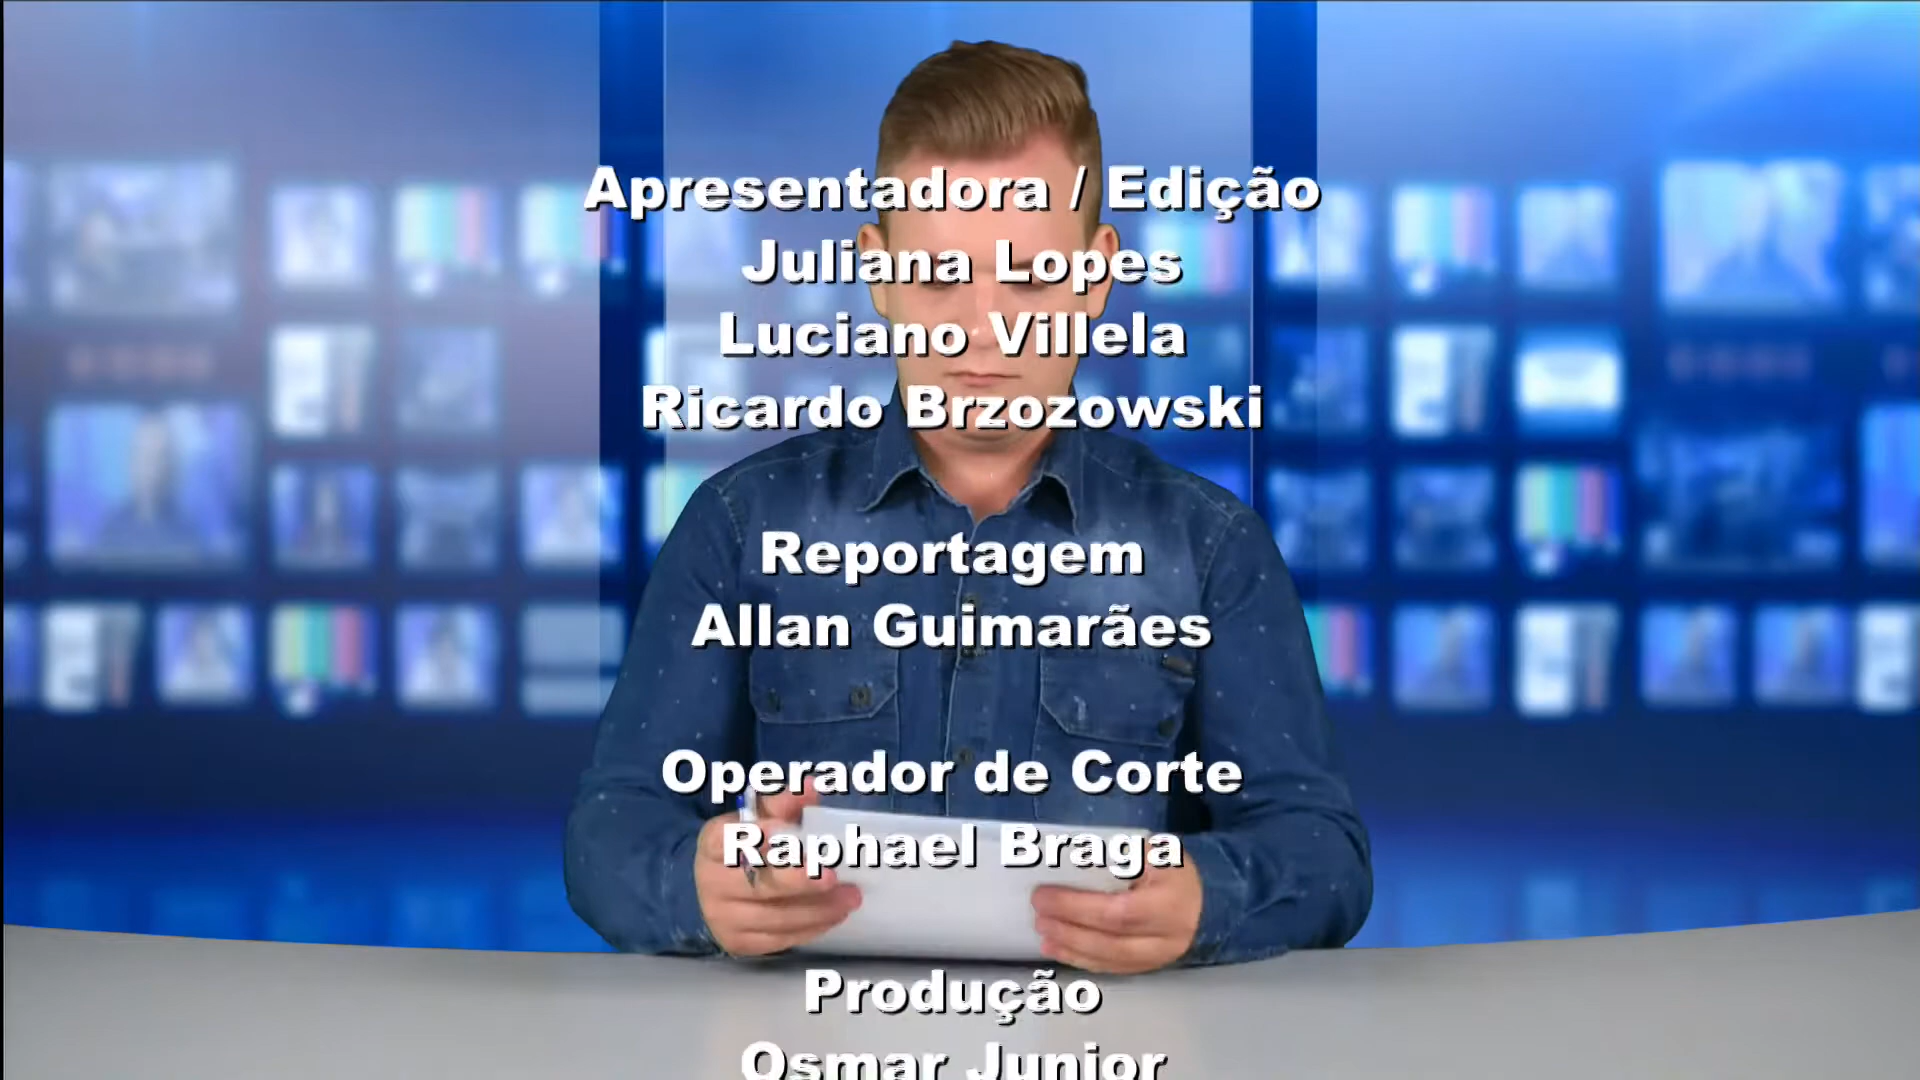 Apresentadora / Edição
Juliana Lopes
Luciano Villela
Ricardo Brzozowski
Reportagem
Allan Guimarães
Operador de Corte
Raphael Braga
Produção
Osmar Junior